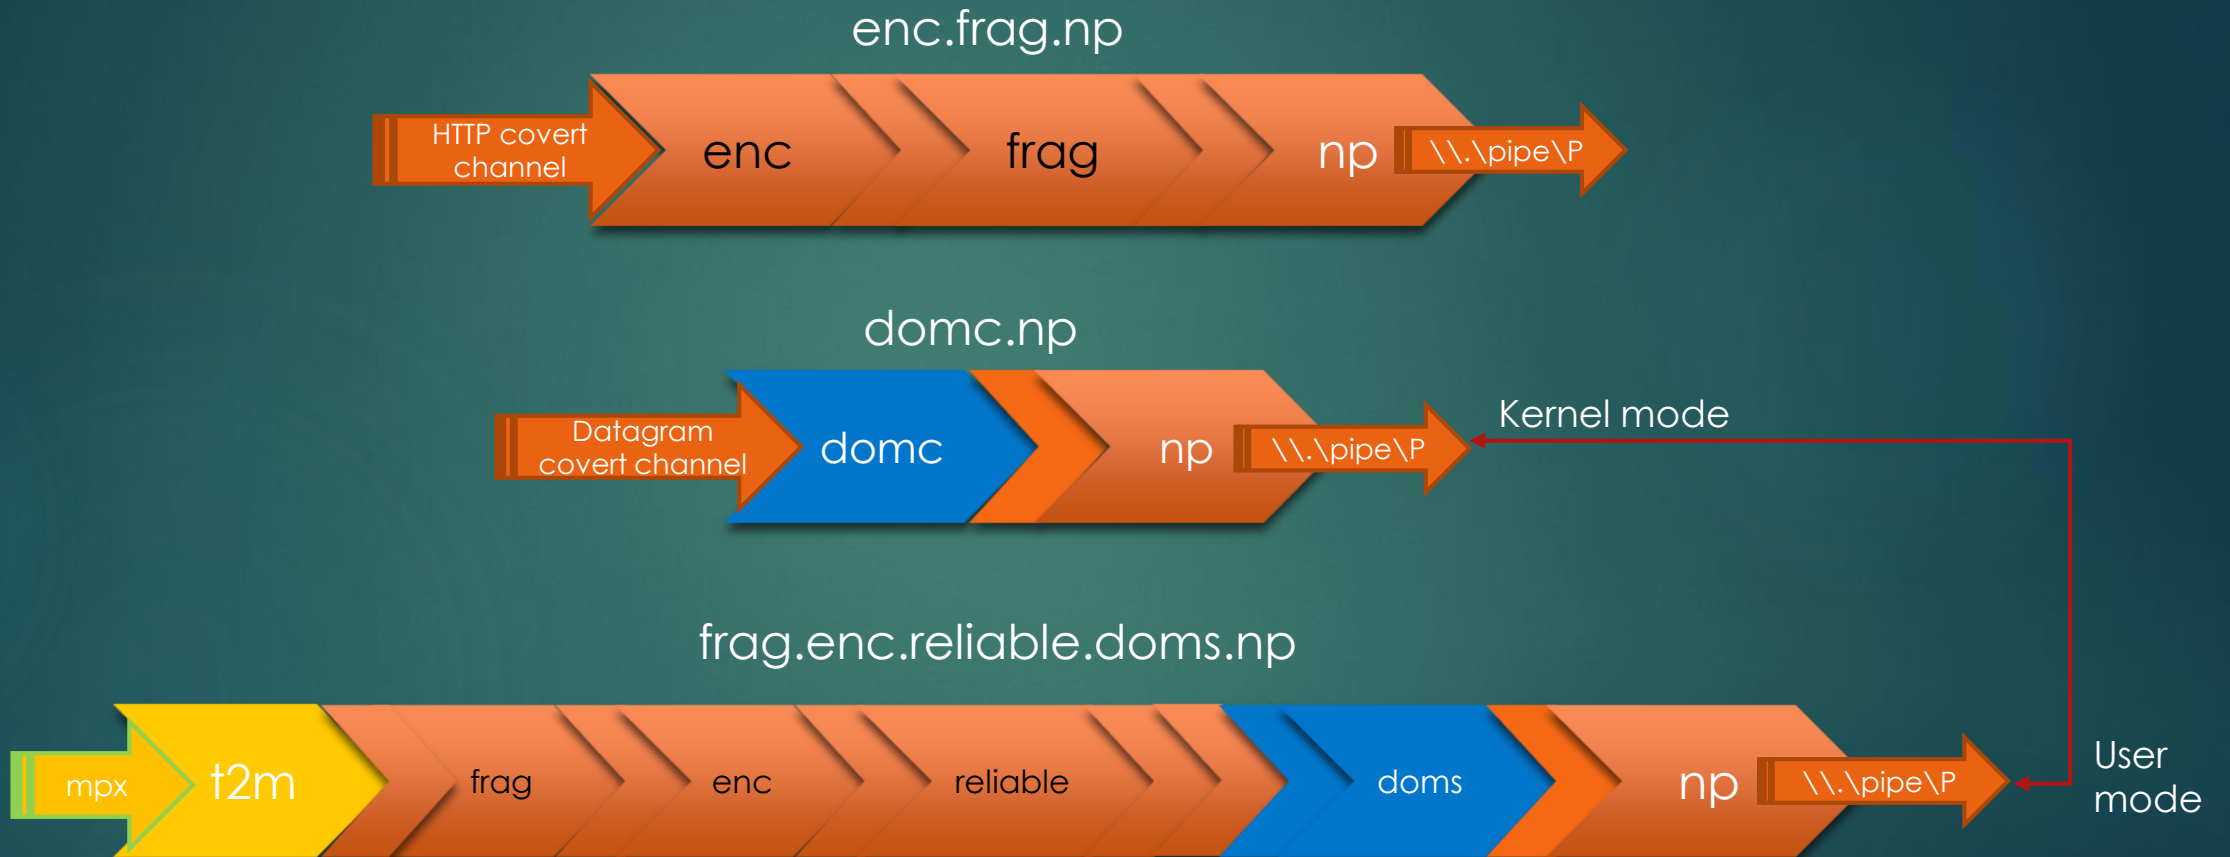 enc.frag.np
HTTP covert
channel
enc
frag
np
\\.\pipe\P
domc.np
Datagram
covert channel
domc
np
\\.\pipe\P
Kernel mode
frag.enc.reliable.doms.np
mpx
t2m
frag
enc
reliable
doms
np
\\.\pipe\P
User
mode